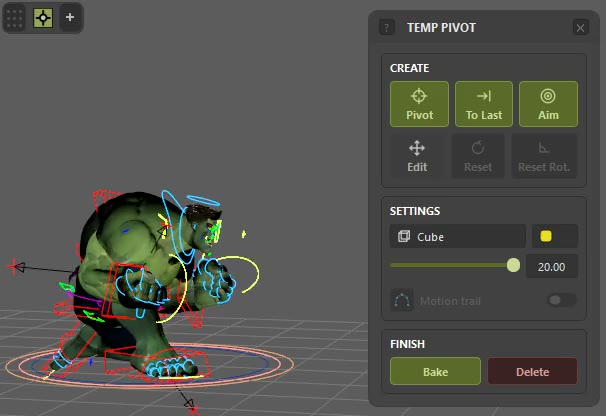 +
? TEMP PIVOT
CREATE
Pivot To Last Aim
Edit Reset Reset Rot.
SETTINGS
Cube
20.00
Motion trail
FINISH
Bake Delete